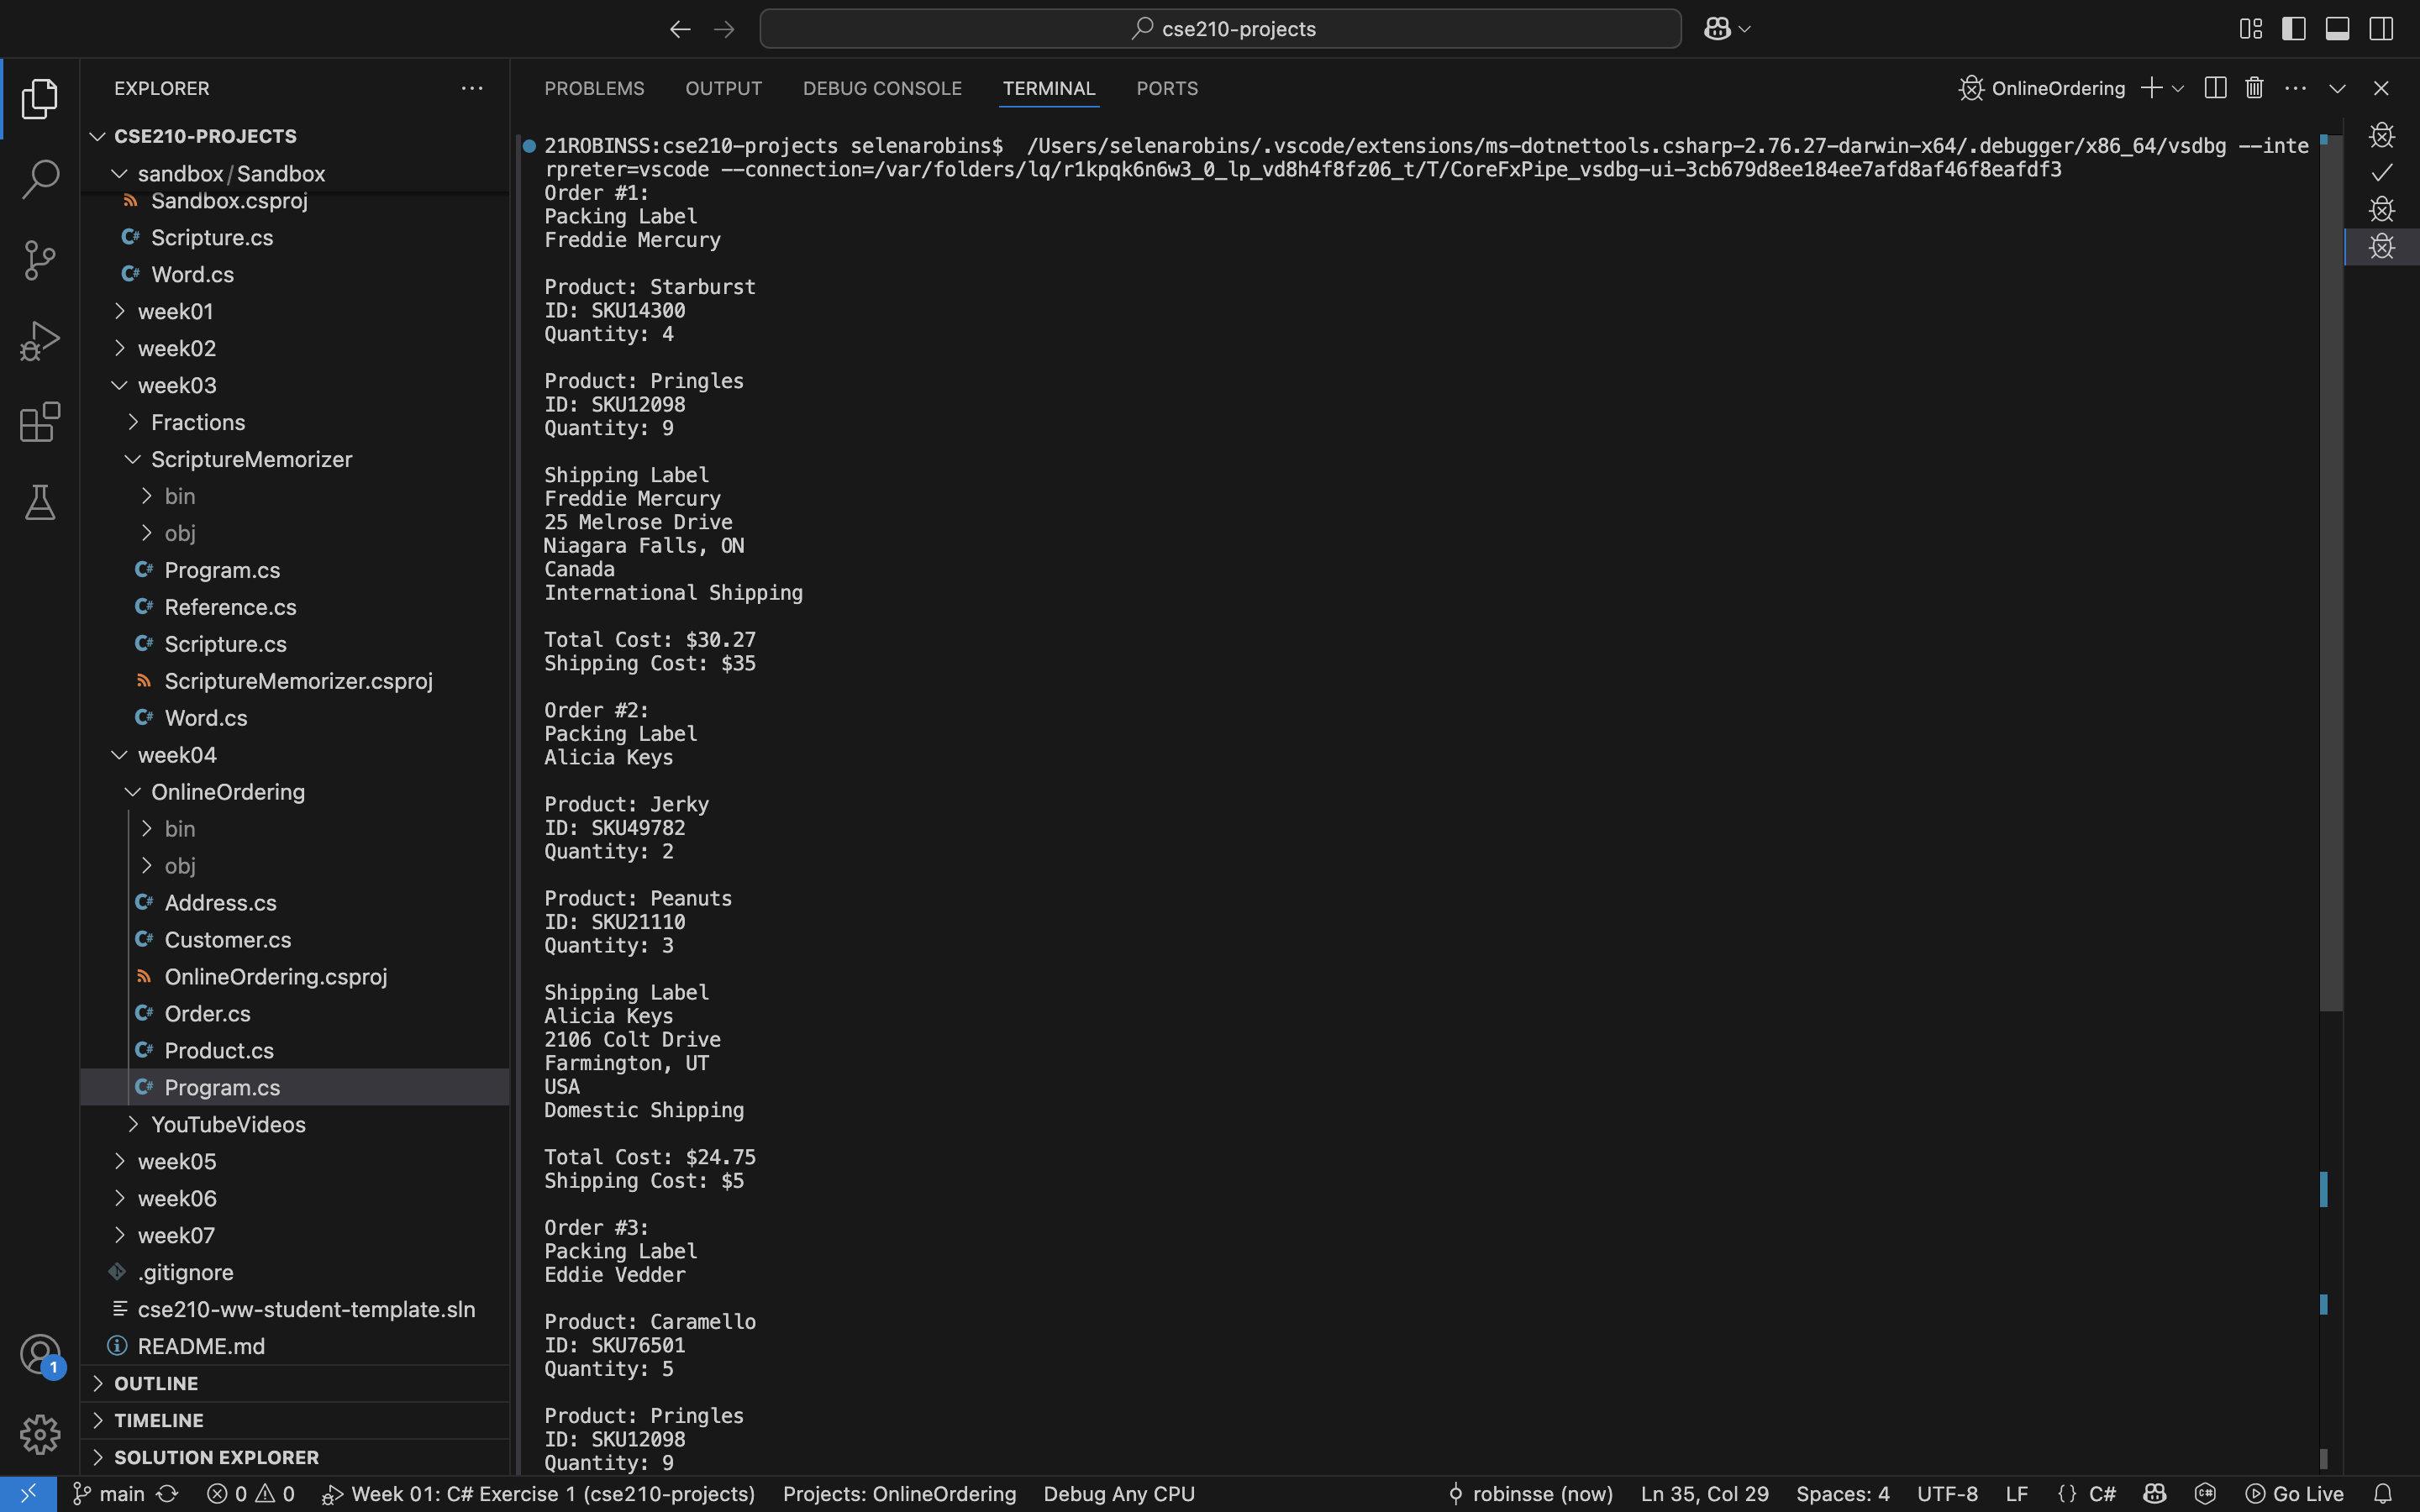 cse210-projects
EXPLORER
CSE210-PROJECTS
sandbox / Sandbox
Sandbox.csproj
Scripture.cs
Word.cs
week01
week02
week03
Fractions
ScriptureMemorizer
bin
obj
Program.cs
Reference.cs
Scripture.cs
ScriptureMemorizer.csproj
Word.cs
week04
OnlineOrdering
bin
obj
Address.cs
Customer.cs
OnlineOrdering.csproj
Order.cs
Product.cs
Program.cs
YouTubeVideos
week05
week06
week07
.gitignore
cse210-ww-student-template.sln
README.md
OUTLINE
TIMELINE
SOLUTION EXPLORER
PROBLEMS OUTPUT DEBUG CONSOLE TERMINAL PORTS
OnlineOrdering
21ROBINSS:cse210-projects selenarobins$  /Users/selenarobins/.vscode/extensions/ms-dotnettools.csharp-2.76.27-darwin-x64/.debugger/x86_64/vsdbg --inte
rpreter=vscode --connection=/var/folders/lq/r1kpqk6n6w3_0_lp_vd8h4f8fz06_t/T/CoreFxPipe_vsdbg-ui-3cb679d8ee184ee7afd8af46f8eafdf3
Order #1:
Packing Label
Freddie Mercury
Product: Starburst
ID: SKU14300
Quantity: 4
Product: Pringles
ID: SKU12098
Quantity: 9
Shipping Label
Freddie Mercury
25 Melrose Drive
Niagara Falls, ON
Canada
International Shipping
Total Cost: $30.27
Shipping Cost: $35
Order #2:
Packing Label
Alicia Keys
Product: Jerky
ID: SKU49782
Quantity: 2
Product: Peanuts
ID: SKU21110
Quantity: 3
Shipping Label
Alicia Keys
2106 Colt Drive
Farmington, UT
USA
Domestic Shipping
Total Cost: $24.75
Shipping Cost: $5
Order #3:
Packing Label
Eddie Vedder
Product: Caramello
ID: SKU76501
Quantity: 5
Product: Pringles
ID: SKU12098
Quantity: 9
1
main 0 0 Week 01: C# Exercise 1 (cse210-projects) Projects: OnlineOrdering Debug Any CPU robinsse (now) Ln 35, Col 29 Spaces: 4 UTF-8 LF {} C# Go Live